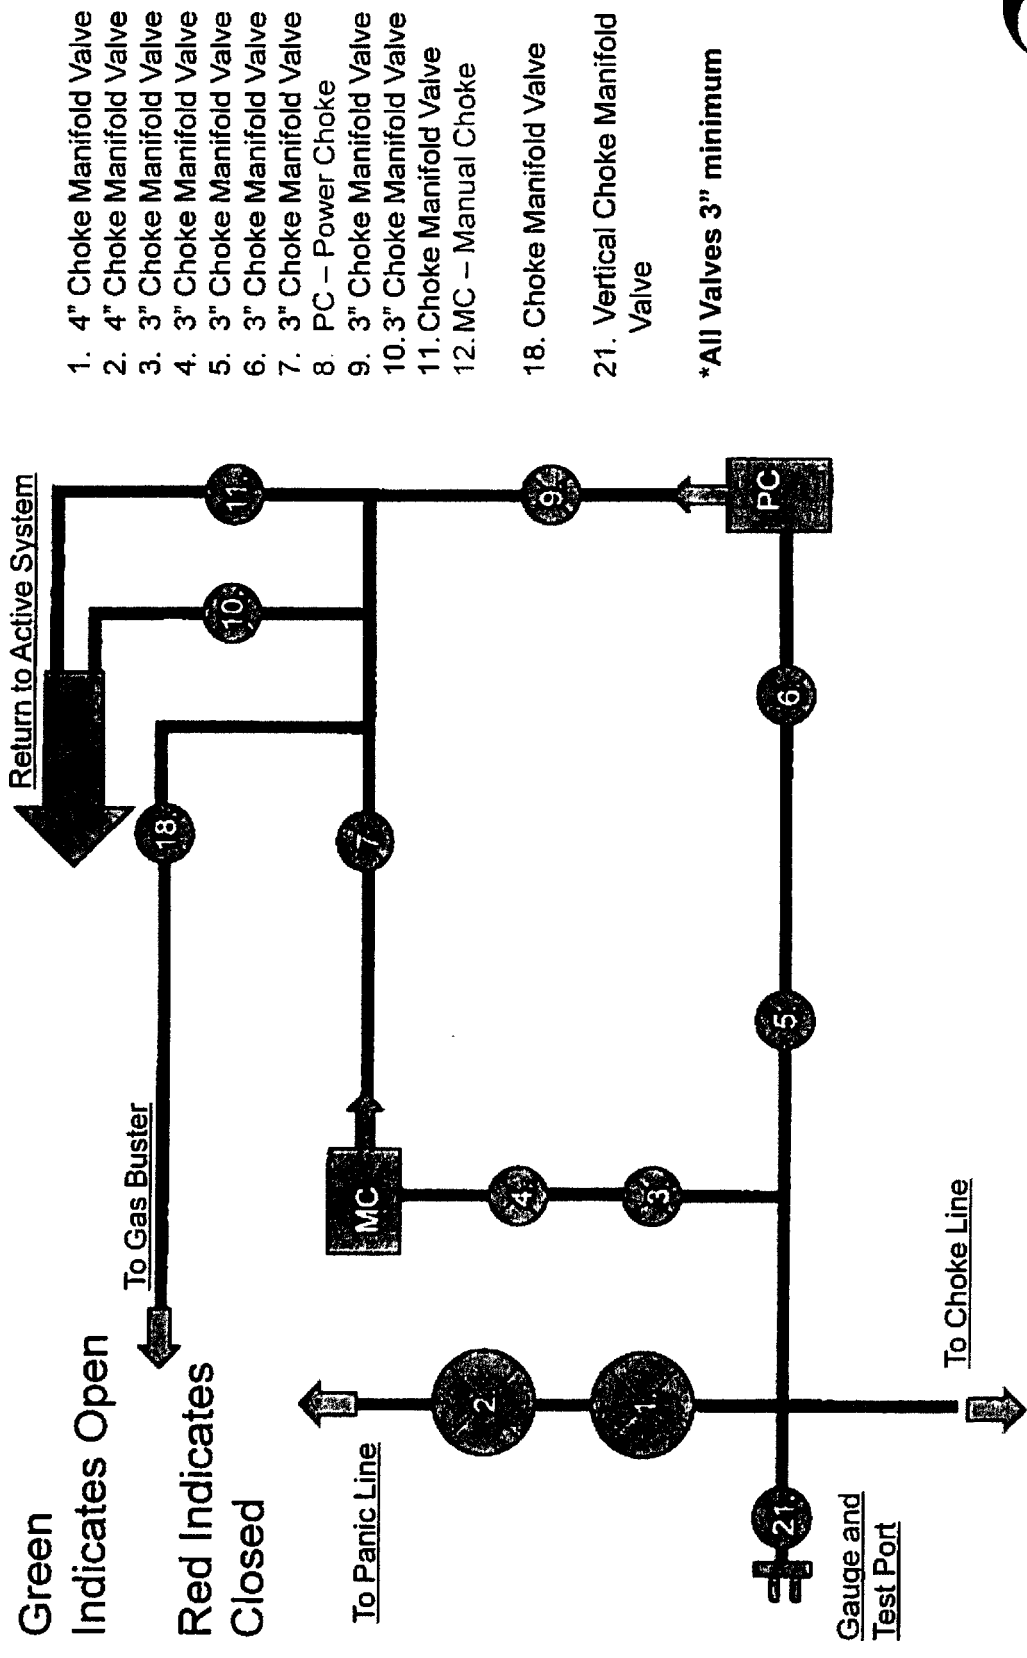 Green
Indicates Open
Red Indicates
Closed
To Gas Buster
Return to Active System
To Panic Line
Gauge and
Test Port
To Choke Line
MC
PC
1.
2.
3
4
5
6
7
9
10
11
18
21
1. 4" Choke Manifold Valve
2. 4" Choke Manifold Valve
3. 3" Choke Manifold Valve
4. 3" Choke Manifold Valve
5. 3" Choke Manifold Valve
6. 3" Choke Manifold Valve
7. 3" Choke Manifold Valve
8. PC – Power Choke
9. 3" Choke Manifold Valve
10. 3" Choke Manifold Valve
11. Choke Manifold Valve
12. MC – Manual Choke
18. Choke Manifold Valve
21. Vertical Choke Manifold
Valve
*All Valves 3" minimum